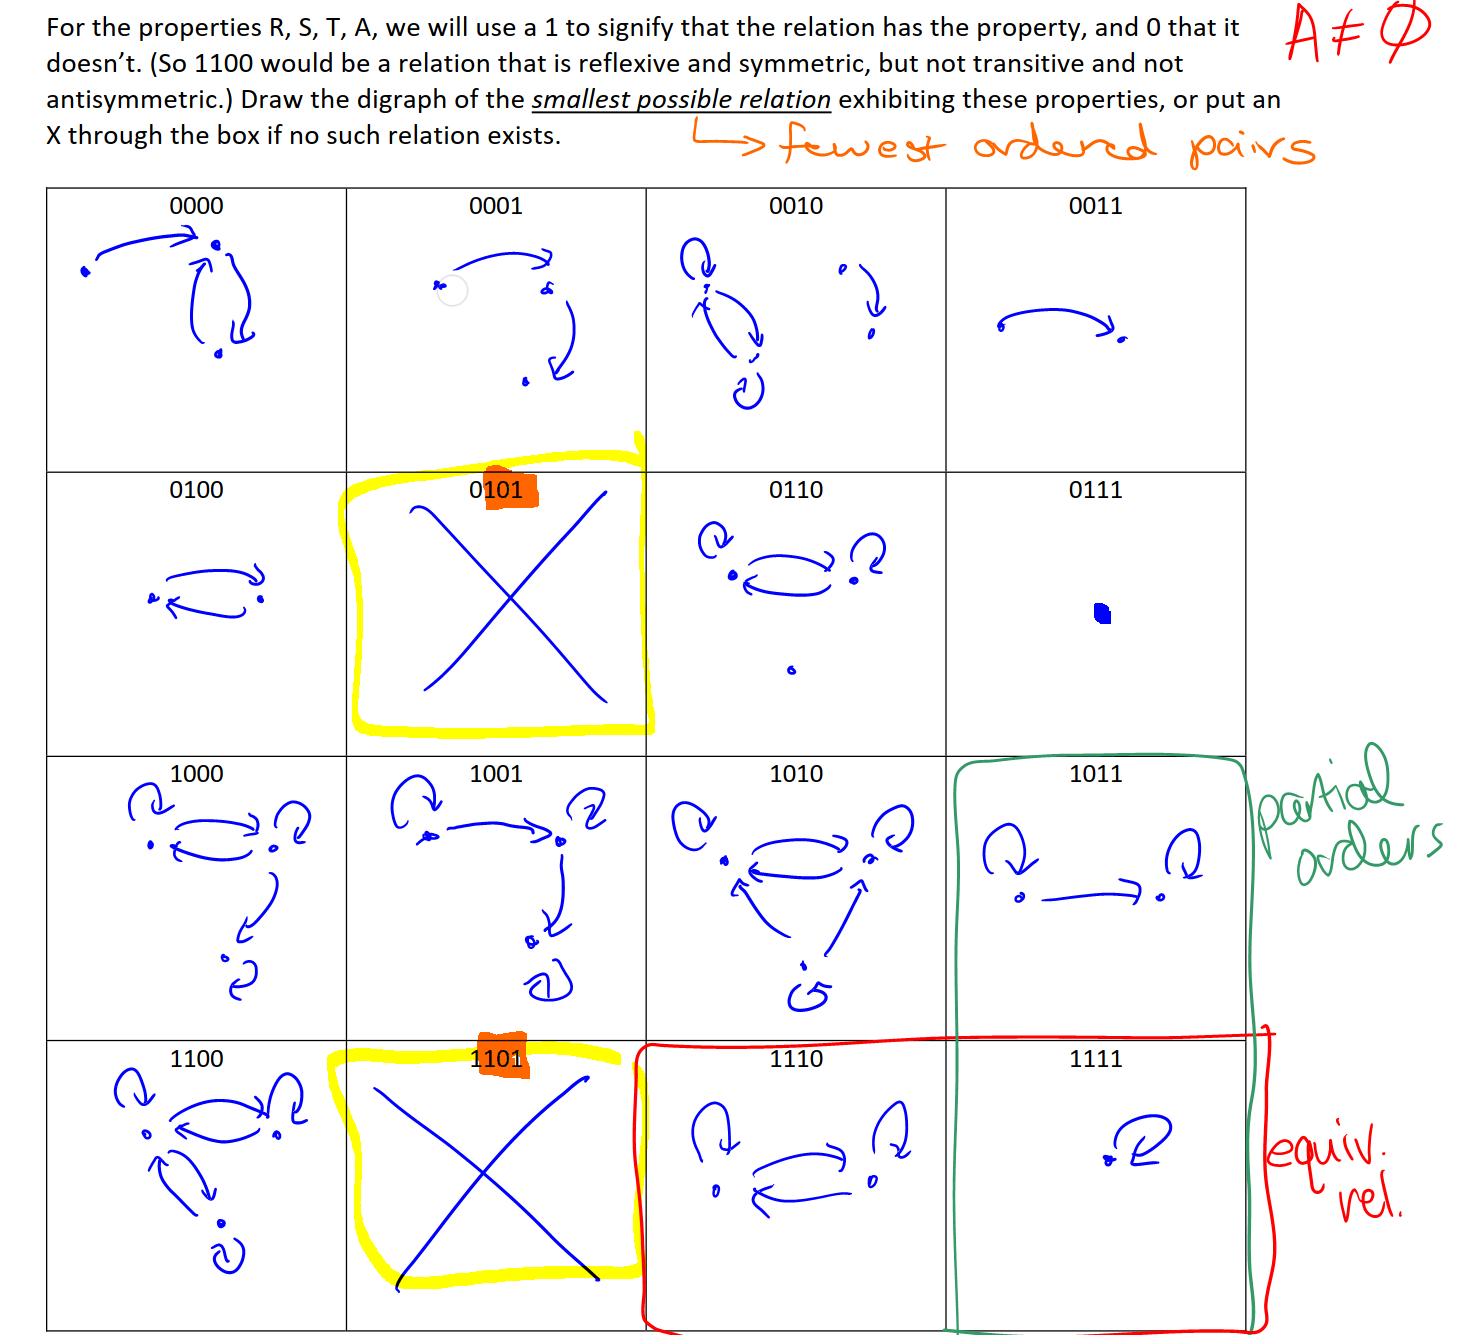 For the properties R, S, T, A, we will use a 1 to signify that the relation has the property, and 0 that it
A ≠ ∅
doesn't. (So 1100 would be a relation that is reflexive and symmetric, but not transitive and not
antisymmetric.) Draw the digraph of the smallest possible relation exhibiting these properties, or put an
X through the box if no such relation exists.
fewest ordered pairs
0000 0001 0010 0011
0100 0101 0110 0111
1000 1001 1010 1011
partial
orders
1100 1101 1110 1111
equiv.
rel.